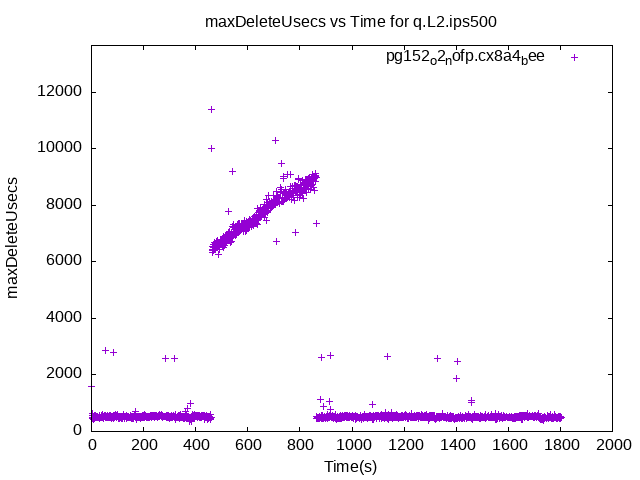 maxDeleteUsecs vs Time for q.L2.ips500
pg152o2nofp.cx8a4bee
12000
10000
8000
6000
4000
2000
0
maxDeleteUsecs
0 200 400 600 800 1000 1200 1400 1600 1800 2000
Time(s)